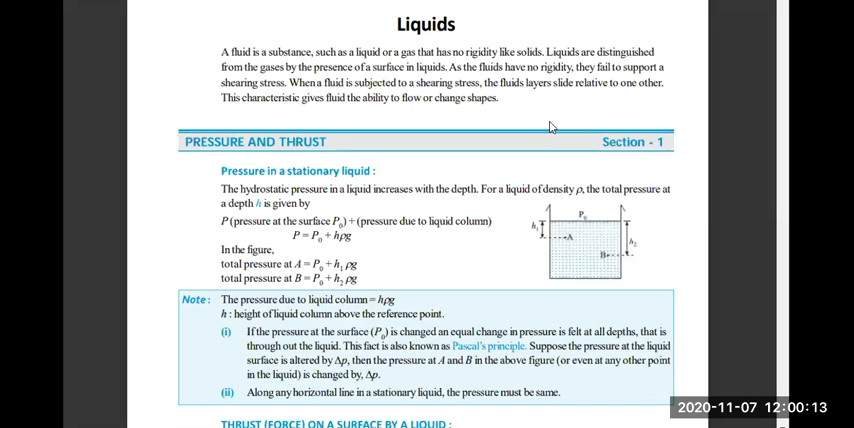 Liquids
A fluid is a substance, such as a liquid or a gas that has no rigidity like solids. Liquids are distinguished
from the gases by the presence of a surface in liquids. As the fluids have no rigidity, they fail to support a
shearing stress. When a fluid is subjected to a shearing stress, the fluids layers slide relative to one other.
This characteristic gives fluid the ability to flow or change shapes.
PRESSURE AND THRUST Section - 1
Pressure in a stationary liquid :
The hydrostatic pressure in a liquid increases with the depth. For a liquid of density ρ, the total pressure at
a depth h is given by
P (pressure at the surface P₀) + (pressure due to liquid column)
P = P₀ + hρg
In the figure,
total pressure at A = P₀ + h₁ ρg
total pressure at B = P₀ + h₂ ρg
P₀
h₁
A
h₂
B
Note : The pressure due to liquid column = hρg
h : height of liquid column above the reference point.
(i) If the pressure at the surface (P₀) is changed an equal change in pressure is felt at all depths, that is
through out the liquid. This fact is also known as Pascal's principle. Suppose the pressure at the liquid
surface is altered by Δp, then the pressure at A and B in the above figure (or even at any other point
in the liquid) is changed by, Δp.
(ii) Along any horizontal line in a stationary liquid, the pressure must be same.
THRUST (FORCE) ON A SURFACE BY A LIQUID :
2020-11-07 12:00:13